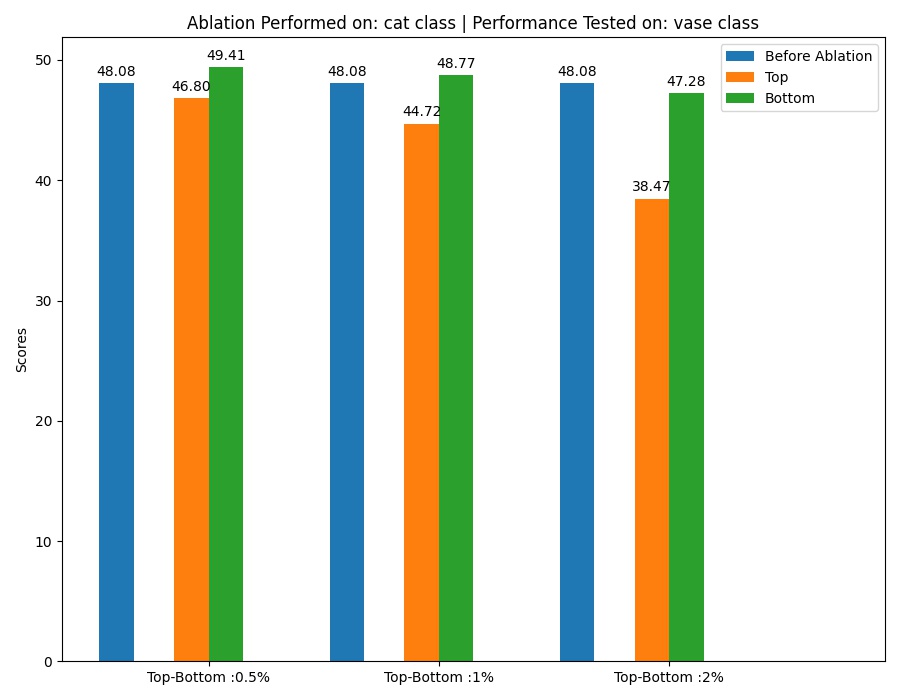 Ablation Performed on: cat class | Performance Tested on: vase class
Before Ablation
Top
Bottom
50
40
30
20
10
0
Scores
48.08
46.80
49.41
48.08
44.72
48.77
48.08
38.47
47.28
Top-Bottom :0.5%
Top-Bottom :1%
Top-Bottom :2%